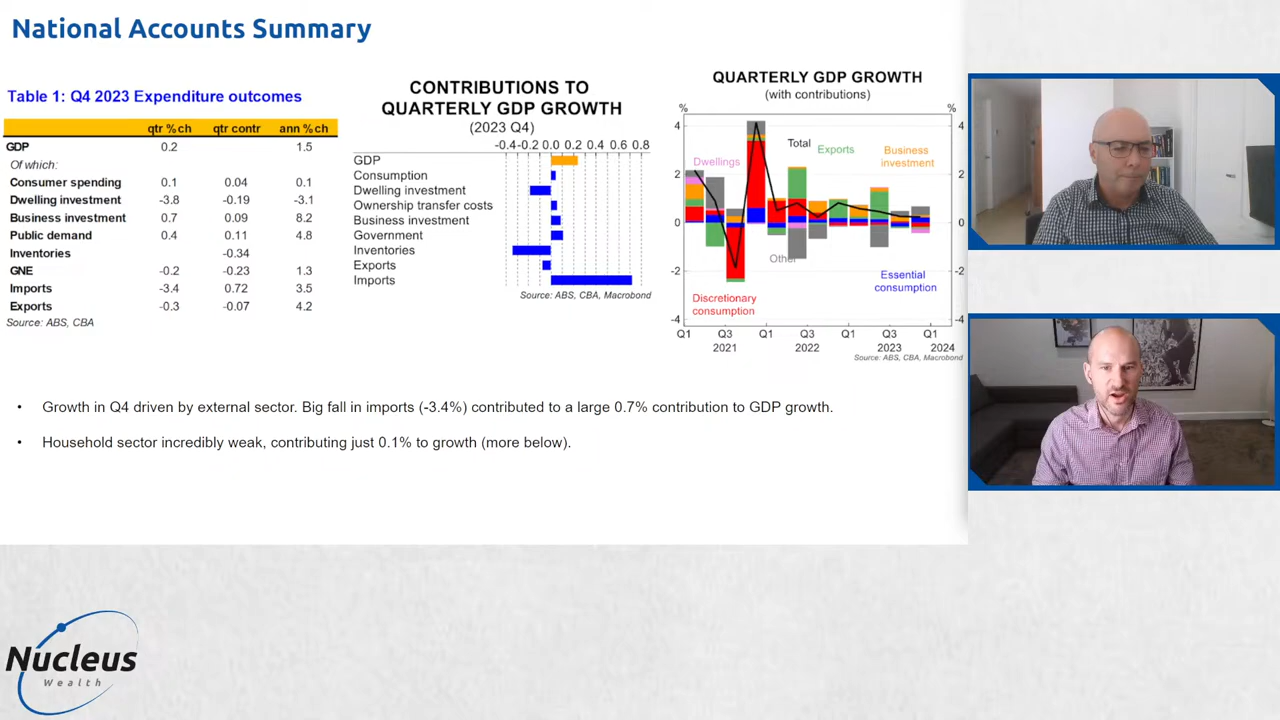 National Accounts Summary
Table 1: Q4 2023 Expenditure outcomes
qtr %ch qtr contr ann %ch
GDP 0.2 1.5
Of which:
Consumer spending 0.1 0.04 0.1
Dwelling investment -3.8 -0.19 -3.1
Business investment 0.7 0.09 8.2
Public demand 0.4 0.11 4.8
Inventories -0.34
GNE -0.2 -0.23 1.3
Imports -3.4 0.72 3.5
Exports -0.3 -0.07 4.2
Source: ABS, CBA
CONTRIBUTIONS TO
QUARTERLY GDP GROWTH
(2023 Q4)
-0.4 -0.2 0.0 0.2 0.4 0.6 0.8
GDP
Consumption
Dwelling investment
Ownership transfer costs
Business investment
Government
Inventories
Exports
Imports
Source: ABS, CBA, Macrobond
QUARTERLY GDP GROWTH
(with contributions)
% %
4 4
Total
Exports
Business
investment
Dwellings
2 2
0 0
Other
-2 -2
Essential
consumption
Discretionary
consumption
-4 -4
Q1 Q3 Q1 Q3 Q1 Q3 Q1
2021 2022 2023 2024
Source: ABS, CBA, Macrobond
• Growth in Q4 driven by external sector. Big fall in imports (-3.4%) contributed to a large 0.7% contribution to GDP growth.
• Household sector incredibly weak, contributing just 0.1% to growth (more below).
Nucleus
Wealth